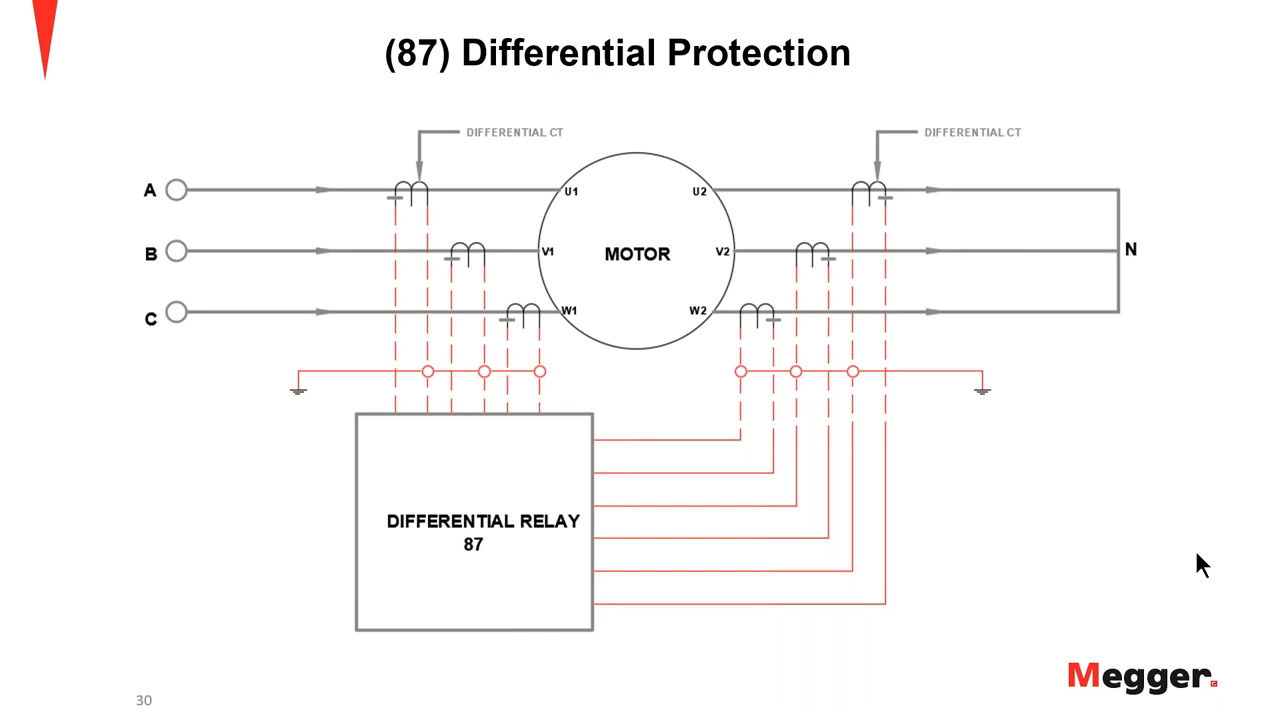 (87) Differential Protection
DIFFERENTIAL CT
DIFFERENTIAL CT
A
U1
U2
B
V1
MOTOR
V2
N
C
W1
W2
DIFFERENTIAL RELAY
87
Megger
30